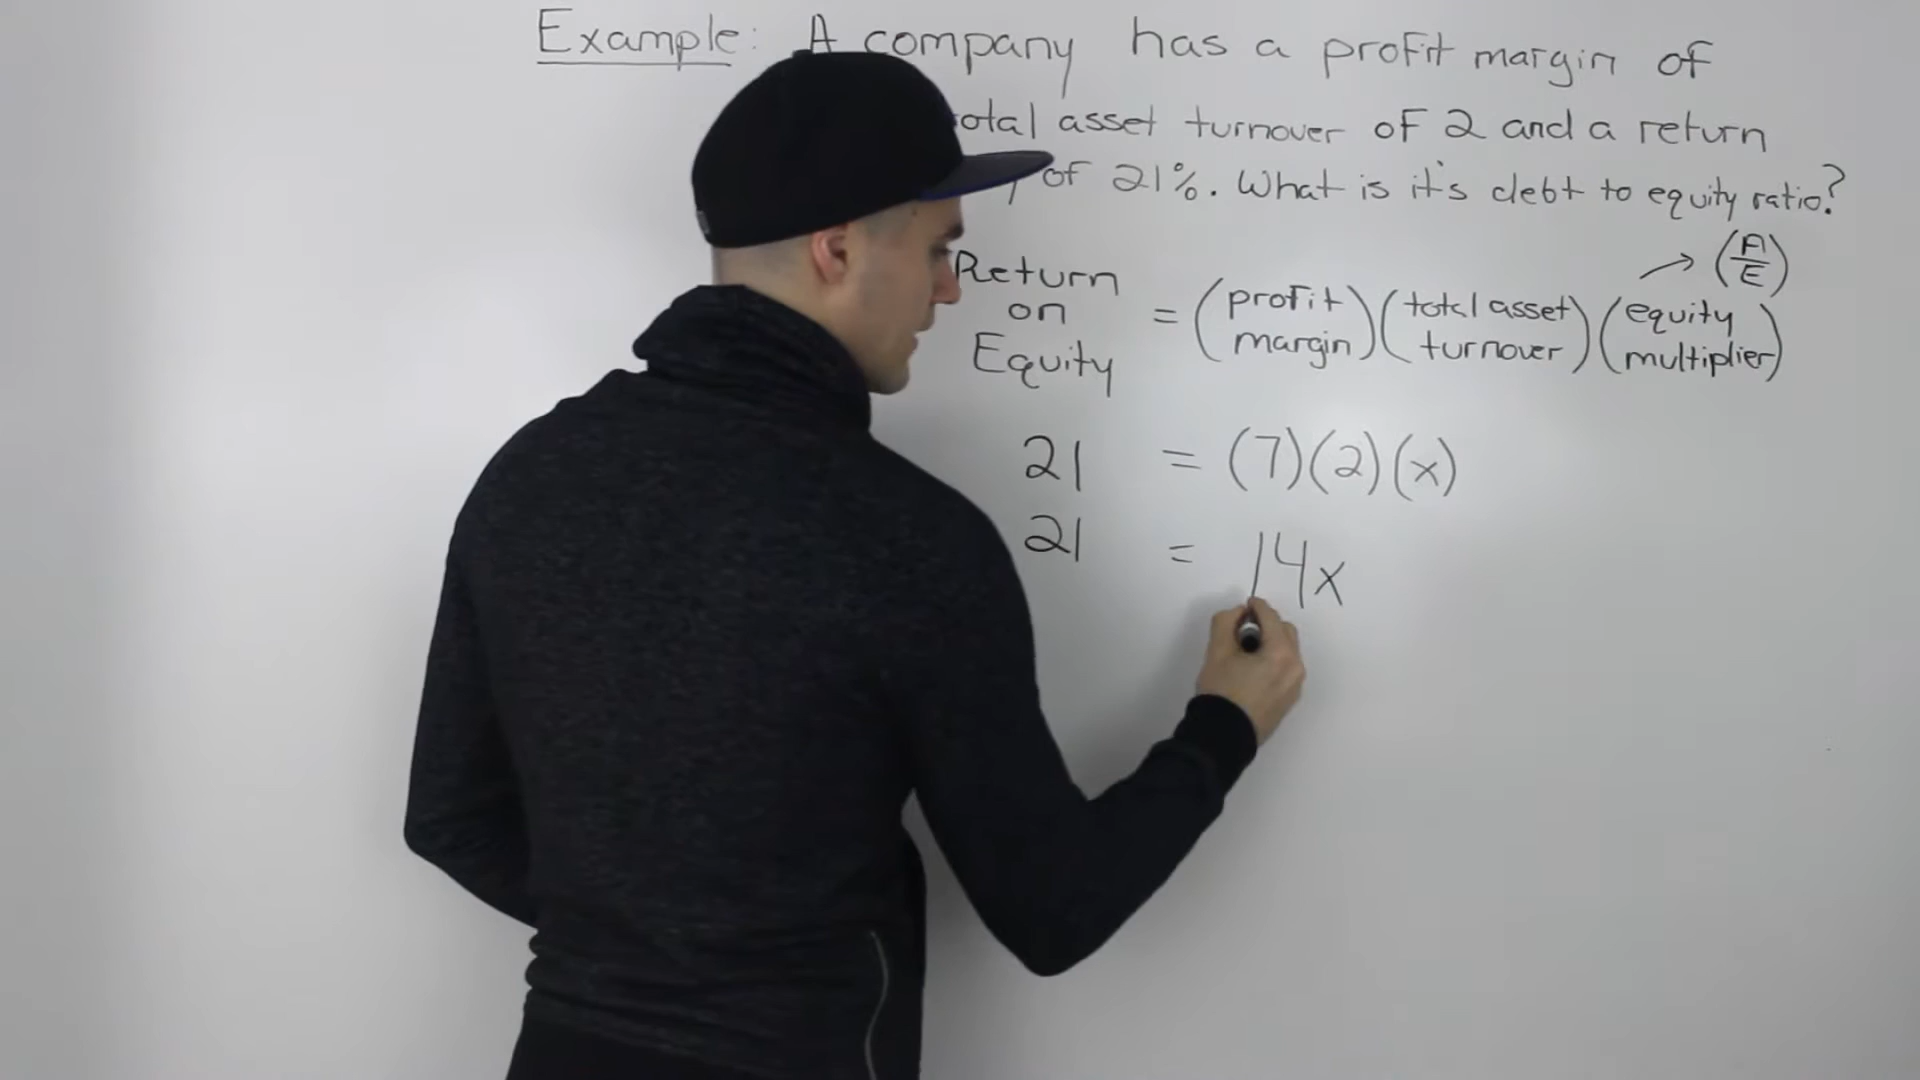 Example: A company has a profit margin of
total asset turnover of 2 and a return
of 21%. What is it's debt to equity ratio?
(A/E)
Return on Equity = (profit margin)(total asset turnover)(equity multiplier)
21 = (7)(2)(x)
21 = 14x